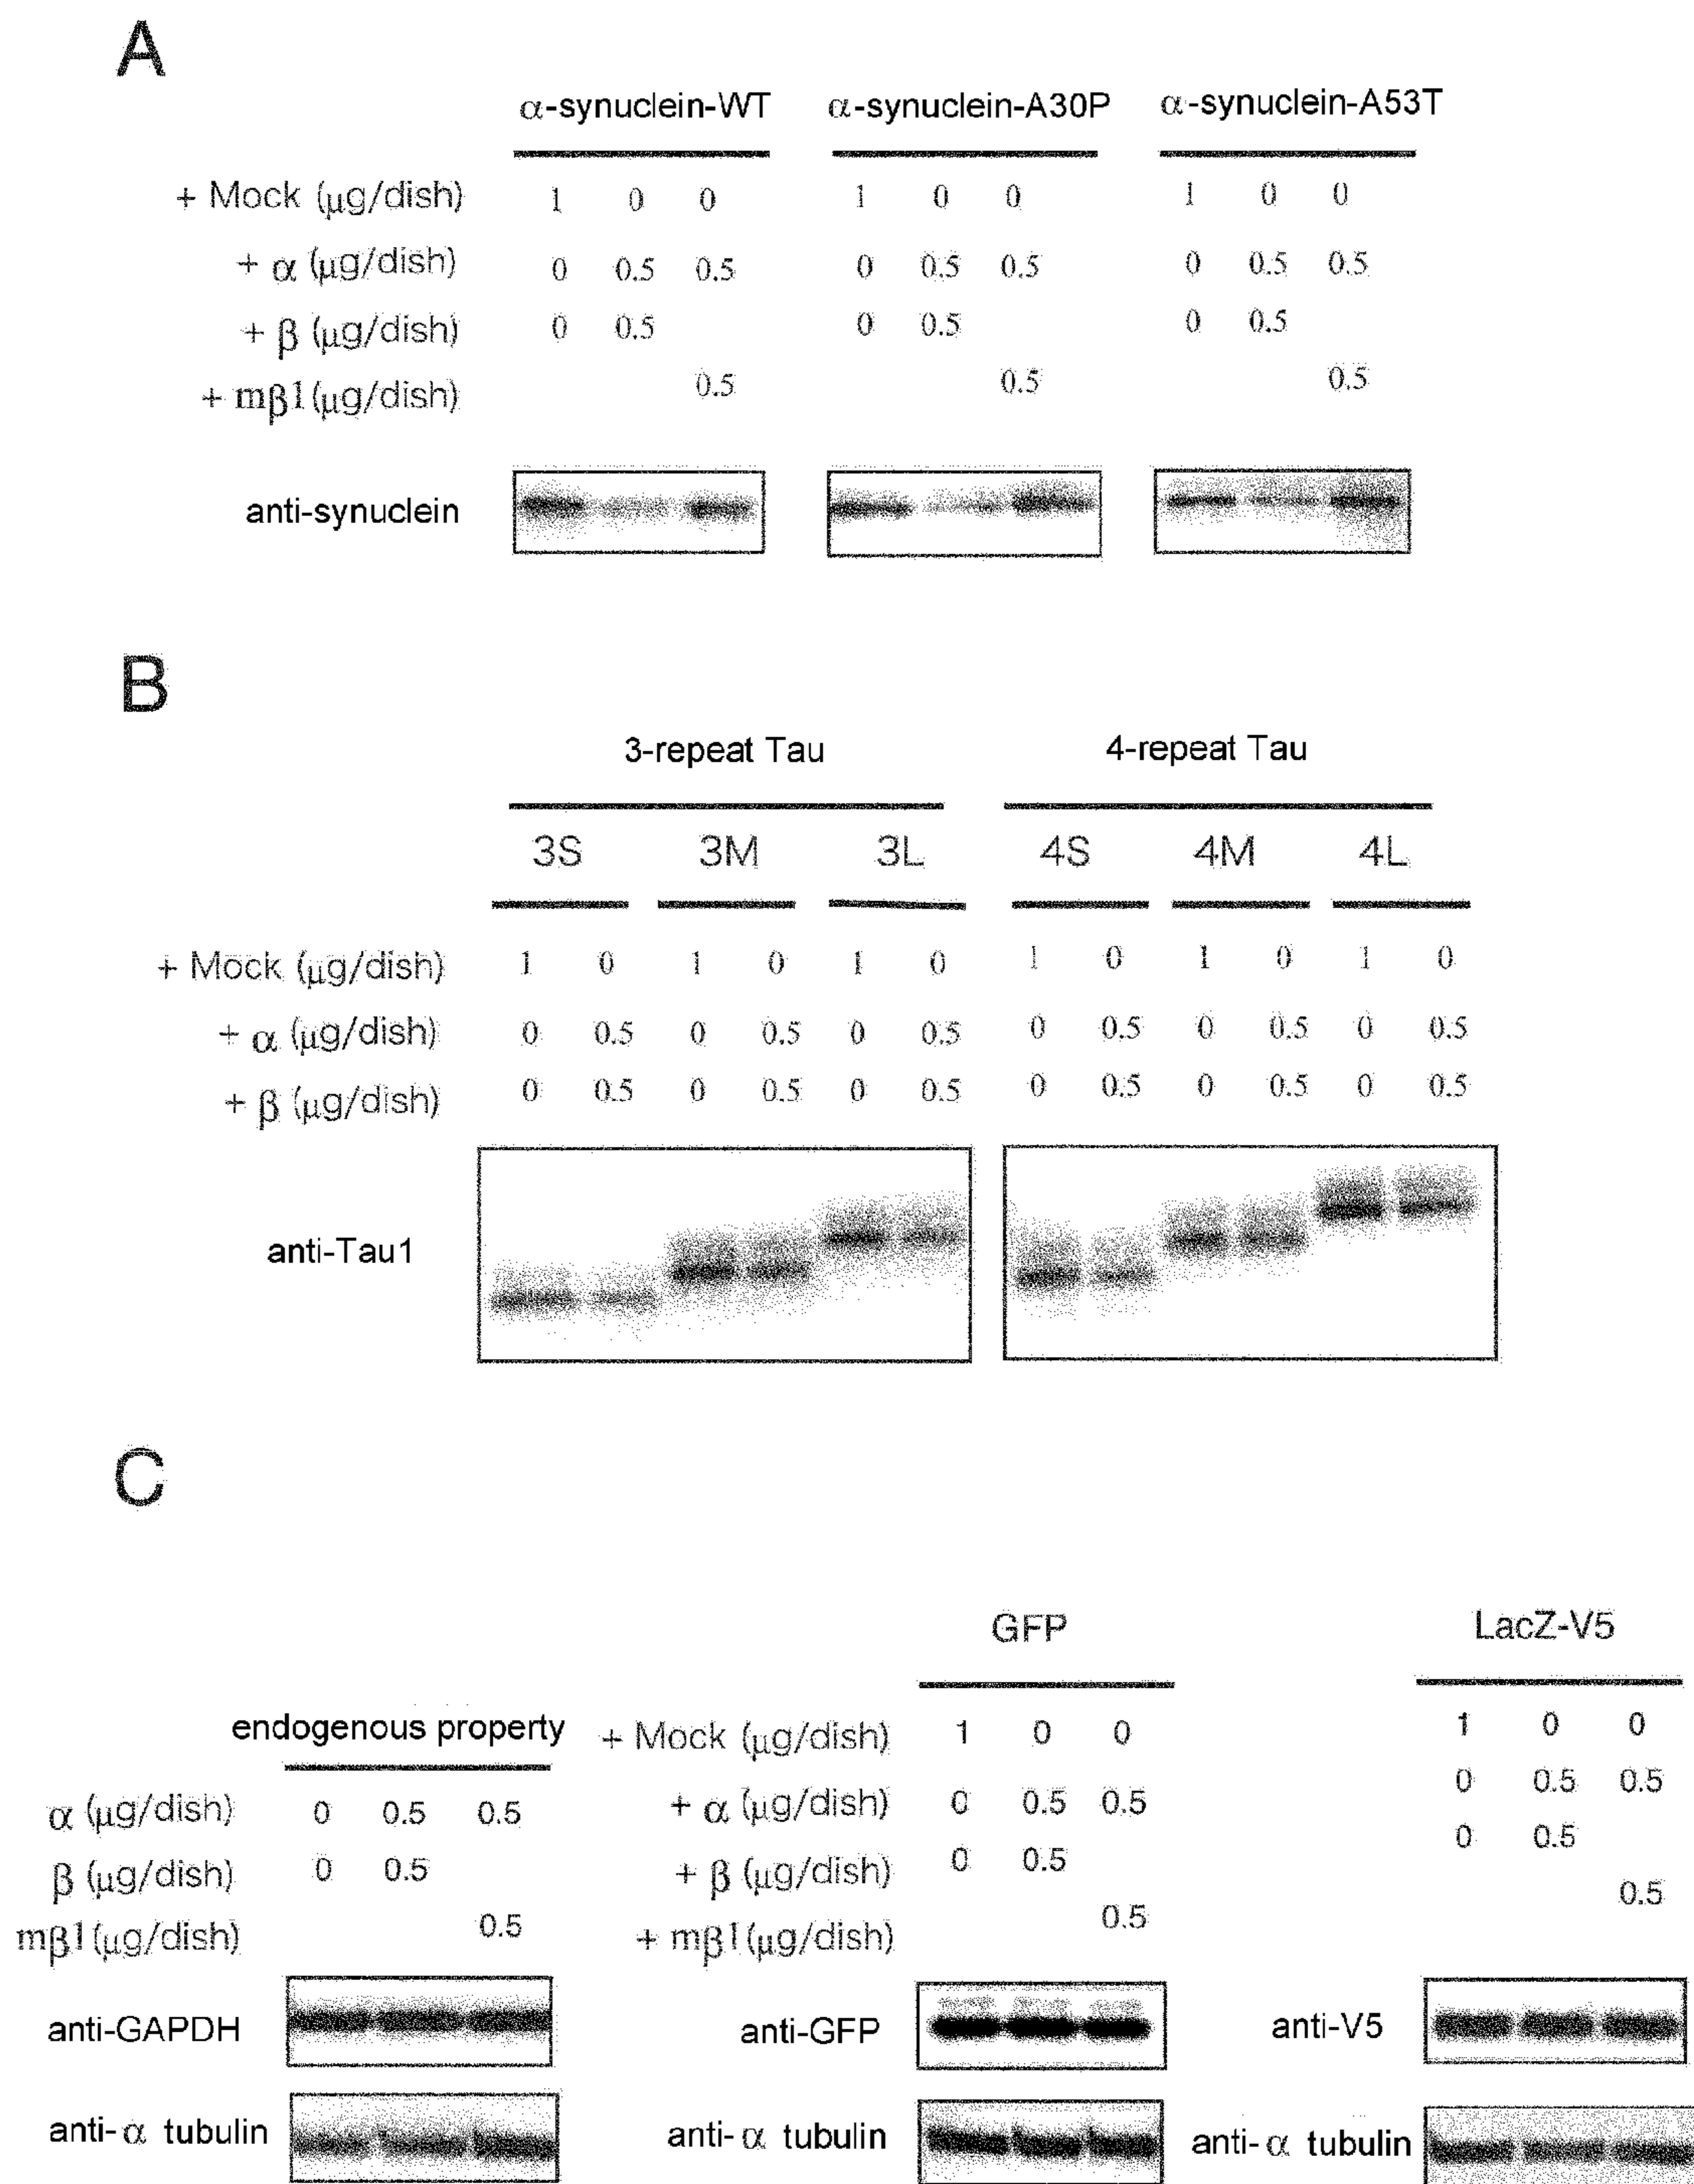 A
α-synuclein-WT α-synuclein-A30P α-synuclein-A53T
+ Mock (µg/dish) 1 0 0 1 0 0 1 0 0
+ α (µg/dish) 0 0.5 0.5 0 0.5 0.5 0 0.5 0.5
+ β (µg/dish) 0 0.5 0 0.5 0 0.5
+ mβ1(µg/dish) 0.5 0.5 0.5
anti-synuclein
B
3-repeat Tau 4-repeat Tau
3S 3M 3L 4S 4M 4L
+ Mock (µg/dish) 1 0 1 0 1 0 1 0 1 0 1 0
+ α (µg/dish) 0 0.5 0 0.5 0 0.5 0 0.5 0 0.5 0 0.5
+ β (µg/dish) 0 0.5 0 0.5 0 0.5 0 0.5 0 0.5 0 0.5
anti-Tau1
C
endogenous property
α (µg/dish) 0 0.5 0.5
β (µg/dish) 0 0.5
mβ1(µg/dish) 0.5
anti-GAPDH
anti-α tubulin
GFP
+ Mock (µg/dish) 1 0 0
+ α (µg/dish) 0 0.5 0.5
+ β (µg/dish) 0 0.5
+ mβ1(µg/dish) 0.5
anti-GFP
anti-α tubulin
LacZ-V5
1 0 0
0 0.5 0.5
0 0.5
0.5
anti-V5
anti-α tubulin